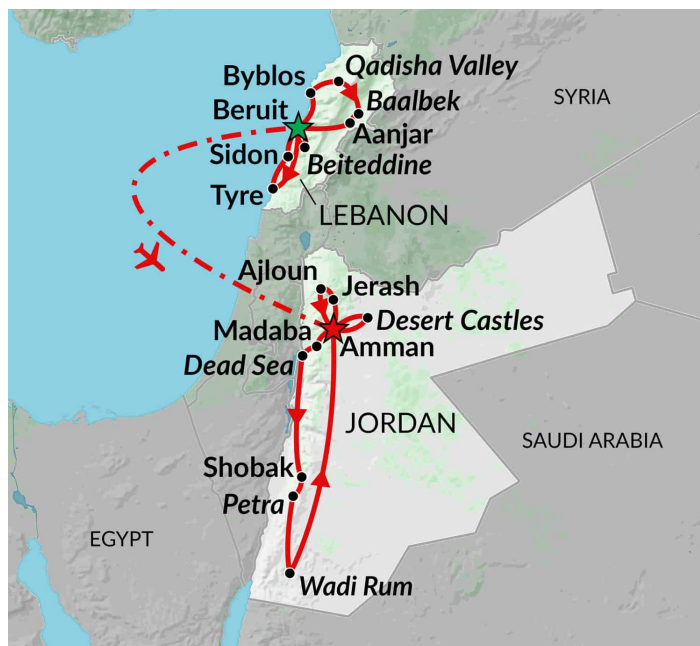 Qadisha Valley
Byblos
SYRIA
Baalbek
Beruit
Aanjar
Sidon
Beiteddine
Tyre
LEBANON
Ajloun
Jerash
Desert Castles
Madaba
Amman
Dead Sea
JORDAN
SAUDI ARABIA
Shobak
Petra
EGYPT
Wadi Rum